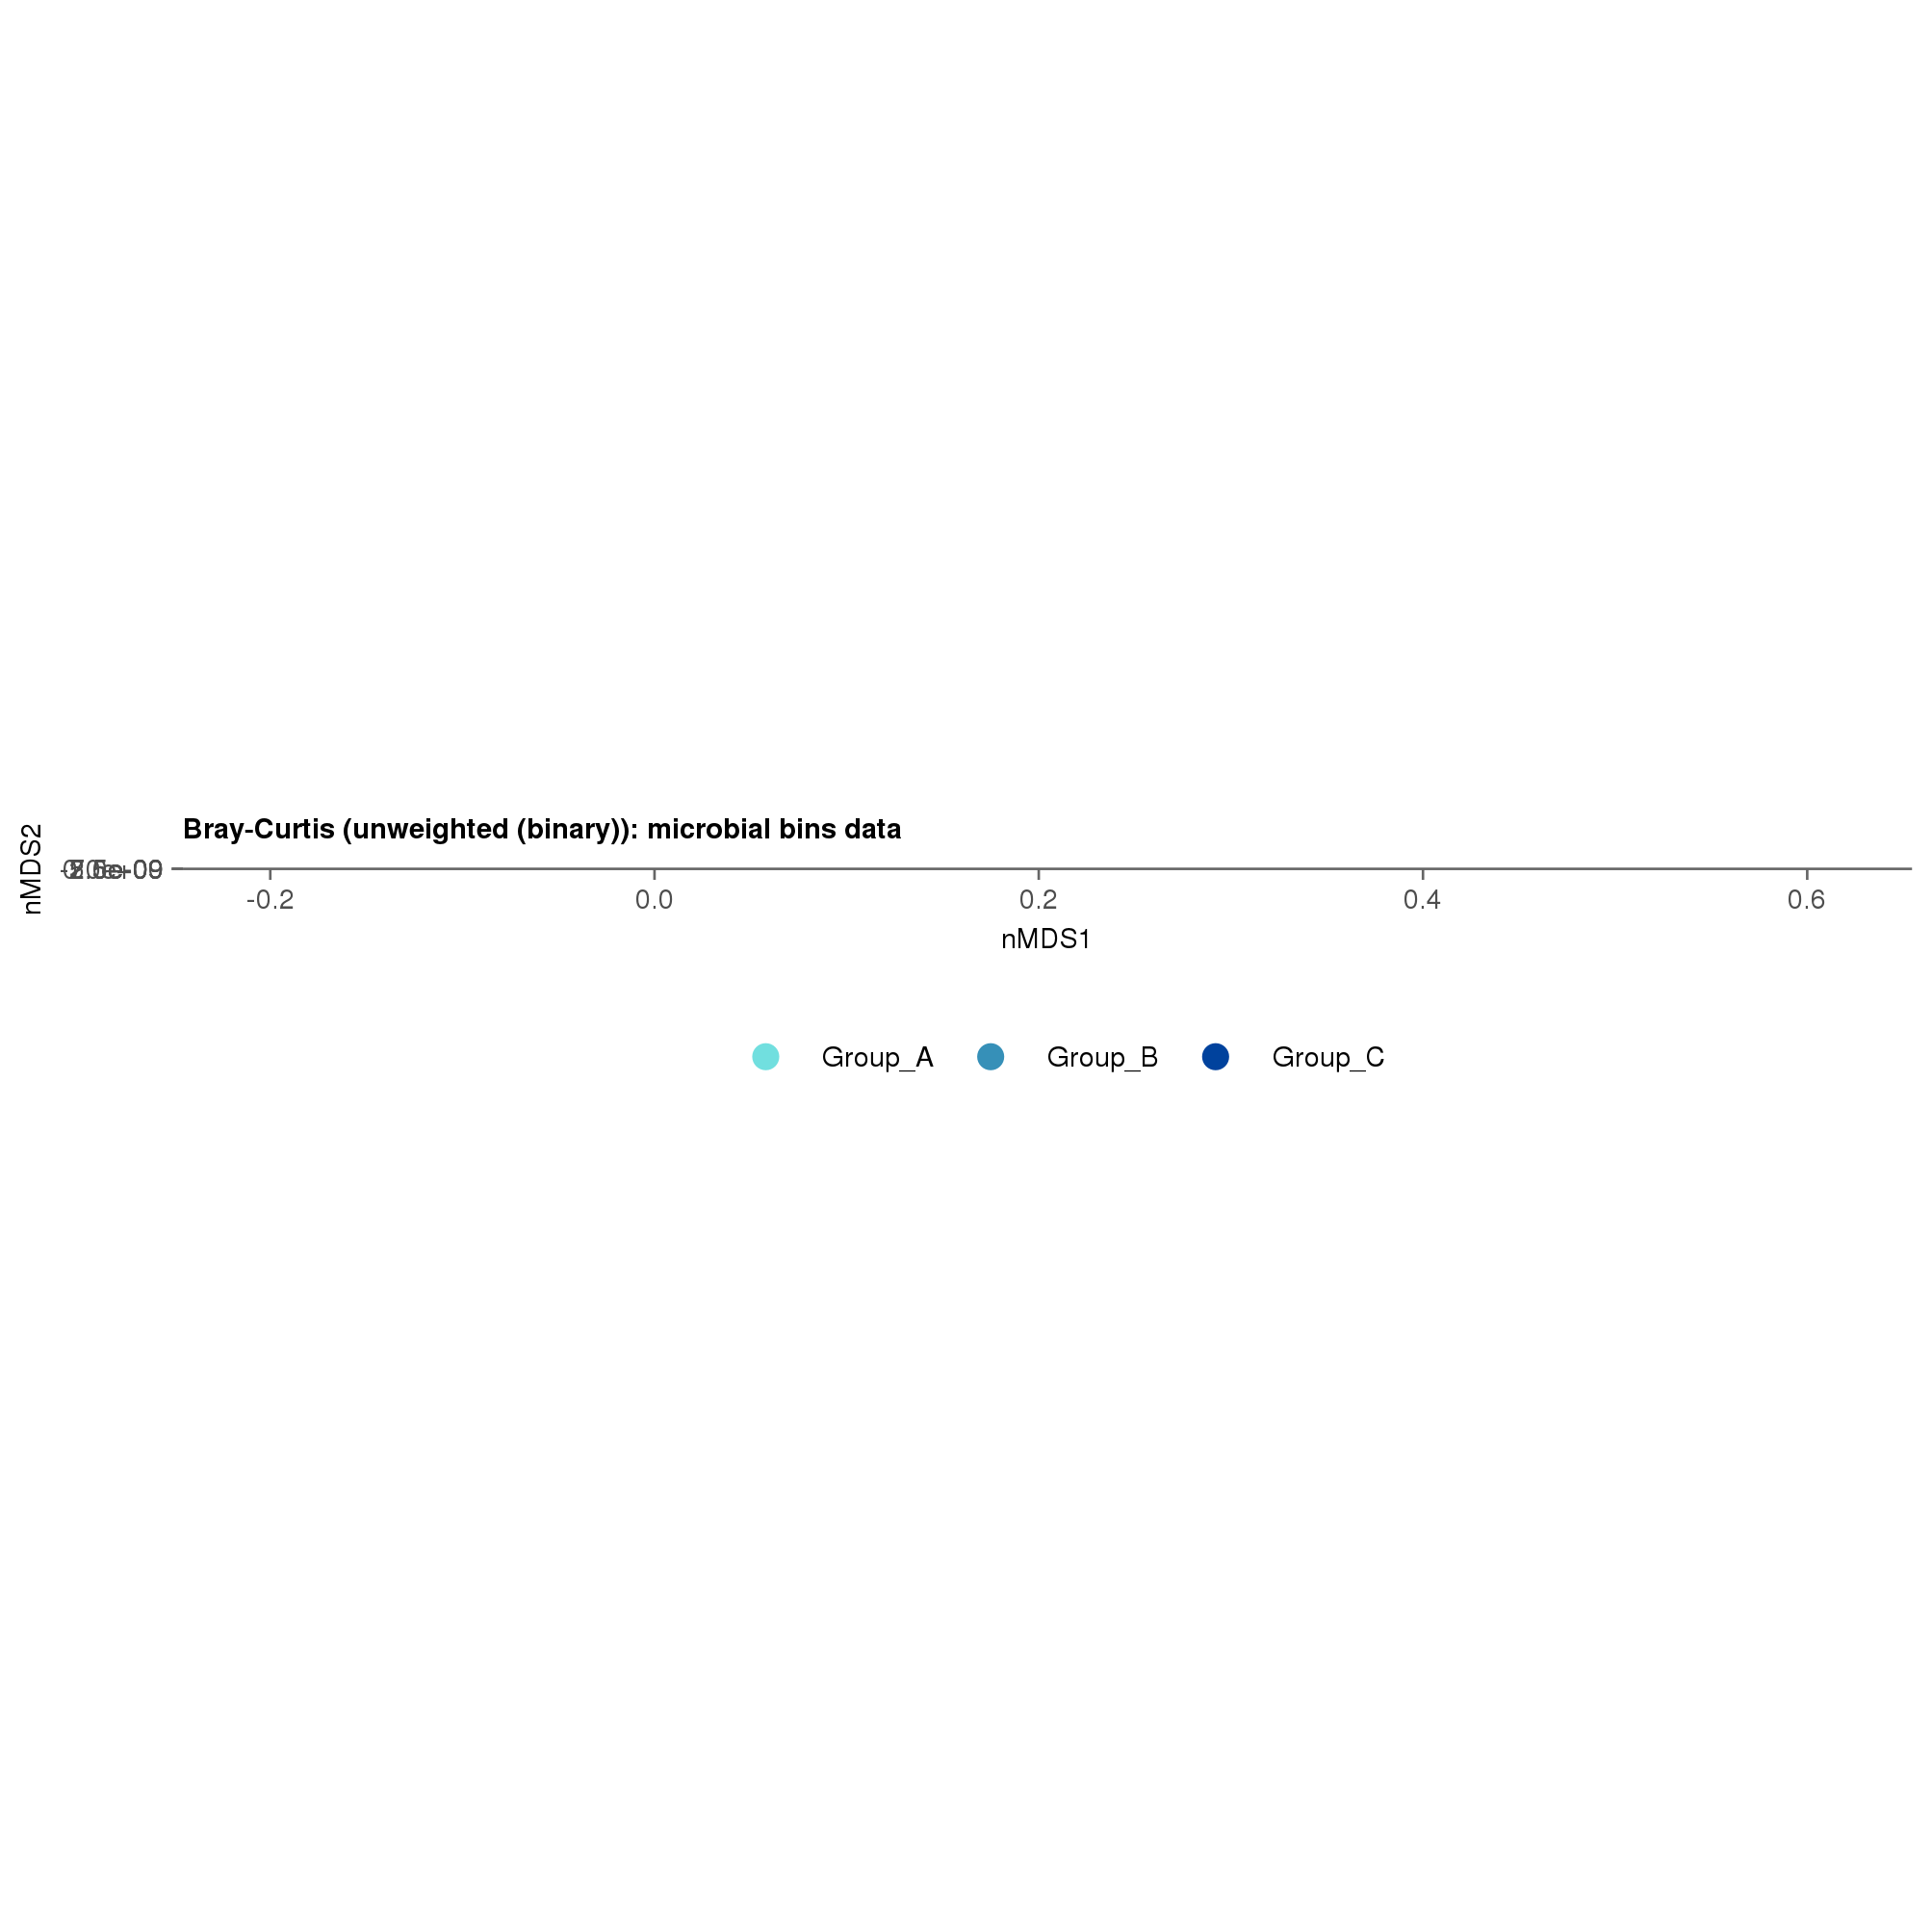 Bray-Curtis (unweighted (binary)): microbial bins data
nMDS2
-0.2 0.0 0.2 0.4 0.6
nMDS1
Group_A Group_B Group_C